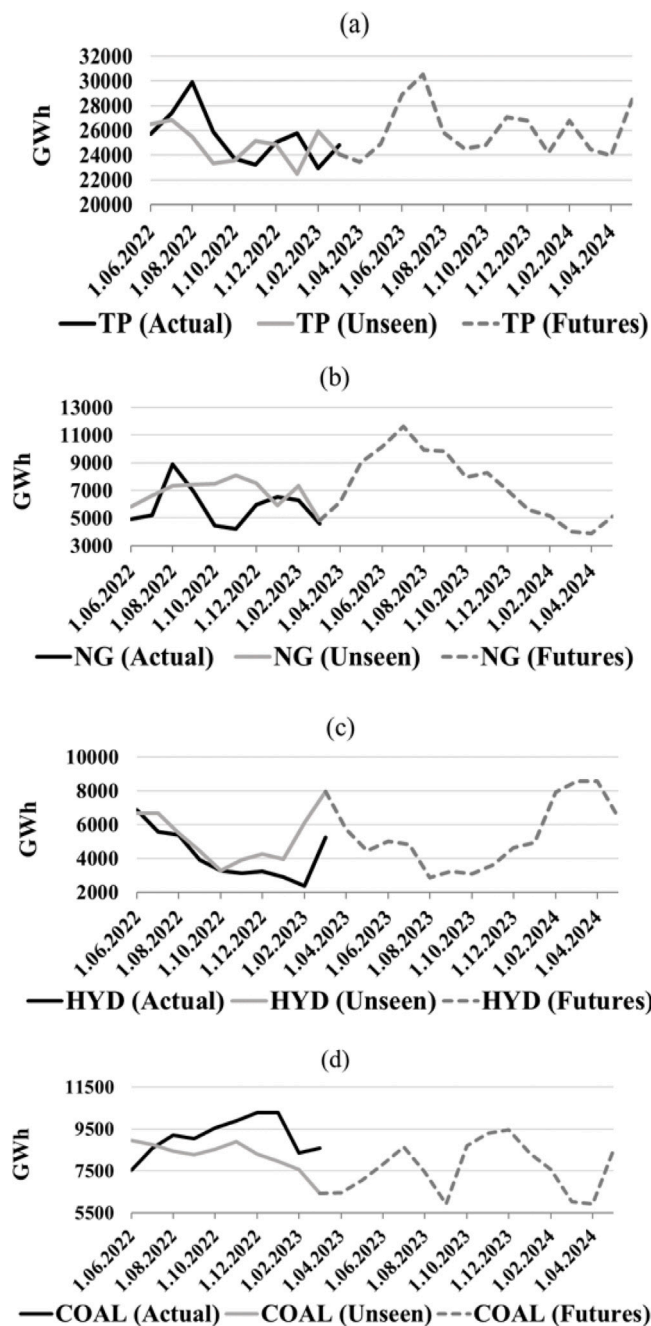 (a)
32000
30000
28000
26000
24000
22000
20000
GWh
1.06.2022 1.08.2022 1.10.2022 1.12.2022 1.02.2023 1.04.2023 1.06.2023 1.08.2023 1.10.2023 1.12.2023 1.02.2024 1.04.2024
TP (Actual) TP (Unseen) TP (Futures)
(b)
13000
11000
9000
7000
5000
3000
GWh
1.06.2022 1.08.2022 1.10.2022 1.12.2022 1.02.2023 1.04.2023 1.06.2023 1.08.2023 1.10.2023 1.12.2023 1.02.2024 1.04.2024
NG (Actual) NG (Unseen) NG (Futures)
(c)
10000
8000
6000
4000
2000
GWh
1.06.2022 1.08.2022 1.10.2022 1.12.2022 1.02.2023 1.04.2023 1.06.2023 1.08.2023 1.10.2023 1.12.2023 1.02.2024 1.04.2024
HYD (Actual) HYD (Unseen) HYD (Futures)
(d)
11500
9500
7500
5500
GWh
1.06.2022 1.08.2022 1.10.2022 1.12.2022 1.02.2023 1.04.2023 1.06.2023 1.08.2023 1.10.2023 1.12.2023 1.02.2024 1.04.2024
COAL (Actual) COAL (Unseen) COAL (Futures)